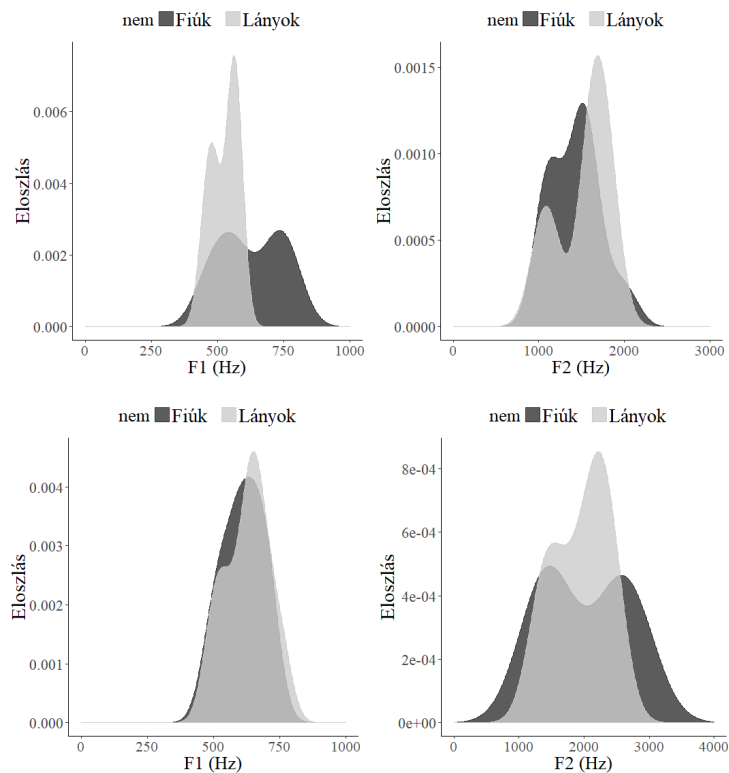 nem Fiúk Lányok
Eloszlás
0.006
0.004
0.002
0.000
0 250 500 750 1000
F1 (Hz)
nem Fiúk Lányok
Eloszlás
0.0015
0.0010
0.0005
0.0000
0 1000 2000 3000
F2 (Hz)
nem Fiúk Lányok
Eloszlás
0.004
0.003
0.002
0.001
0.000
0 250 500 750 1000
F1 (Hz)
nem Fiúk Lányok
Eloszlás
8e-04
6e-04
4e-04
2e-04
0e+00
0 1000 2000 3000 4000
F2 (Hz)